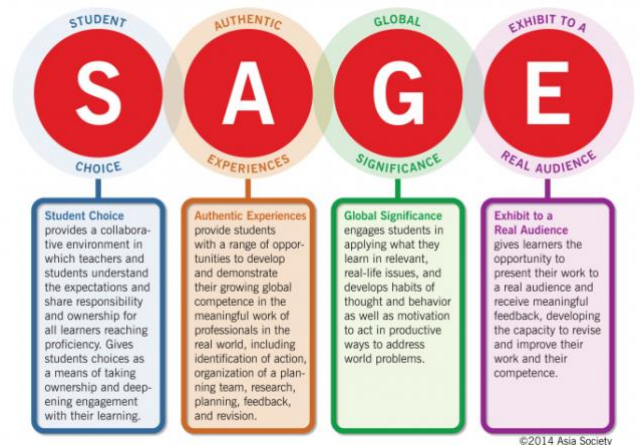 STUDENT
CHOICE
S
AUTHENTIC
EXPERIENCES
A
GLOBAL
SIGNIFICANCE
G
EXHIBIT TO A
REAL AUDIENCE
E
Student Choice
provides a collabora-
tive environment in
which teachers and
students understand
the expectations and
share responsibility
and ownership for
all learners reaching
proficiency. Gives
students choices as
a means of taking
ownership and deep-
ening engagement
with their learning.
Authentic Experiences
provide students
with a range of oppor-
tunities to develop
and demonstrate
their growing global
competence in the
meaningful work of
professionals in the
real world, including
identification of action,
organization of a plan-
ning team, research,
planning, feedback,
and revision.
Global Significance
engages students in
applying what they
learn in relevant,
real-life issues, and
develops habits of
thought and behavior
as well as motivation
to act in productive
ways to address
world problems.
Exhibit to a
Real Audience
gives learners the
opportunity to
present their work to
a real audience and
receive meaningful
feedback, developing
the capacity to revise
and improve their
work and their
competence.
©2014 Asia Society